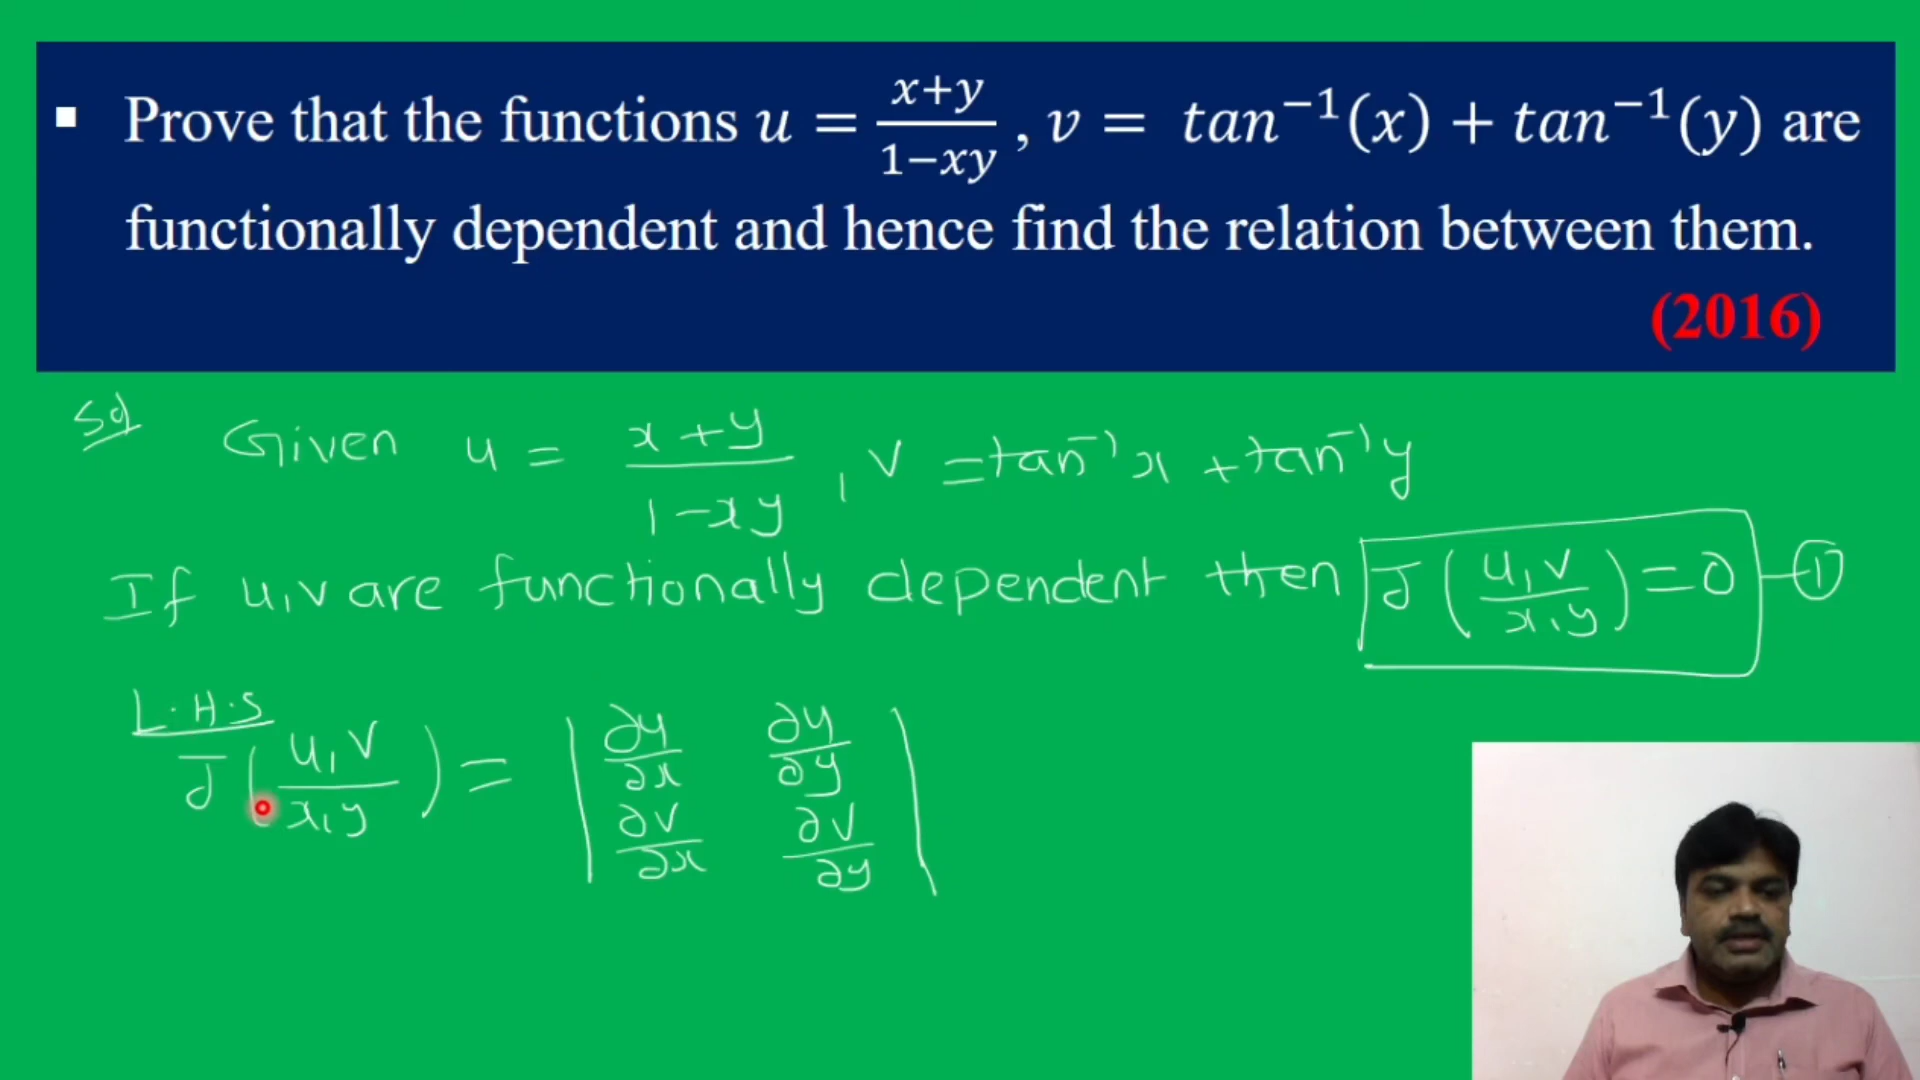 ▪ Prove that the functions u = x+y/1−xy , v = tan⁻¹(x) + tan⁻¹(y) are
functionally dependent and hence find the relation between them.
(2016)
Sol
Given u = x+y/1-xy , v = tan⁻¹x + tan⁻¹y
If u,v are functionally dependent then J(u,v/x,y) = 0 — ①
L.H.S
J(u,v/x,y) = | ∂u/∂x ∂u/∂y |
| ∂v/∂x ∂v/∂y |